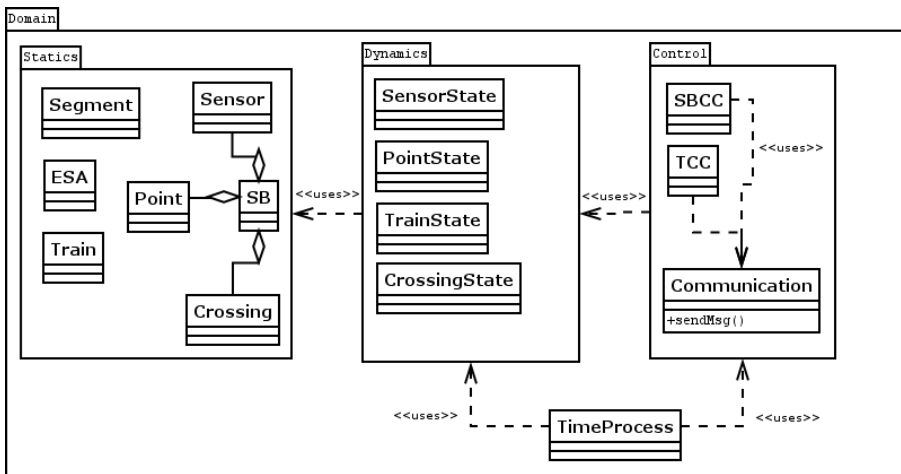 Domain
Statics
Segment
Sensor
ESA
Point
SB
Train
Crossing
<<uses>>
Dynamics
SensorState
PointState
TrainState
CrossingState
<<uses>>
Control
SBCC
TCC
<<uses>>
Communication
+sendMsg()
<<uses>>
TimeProcess
<<uses>>